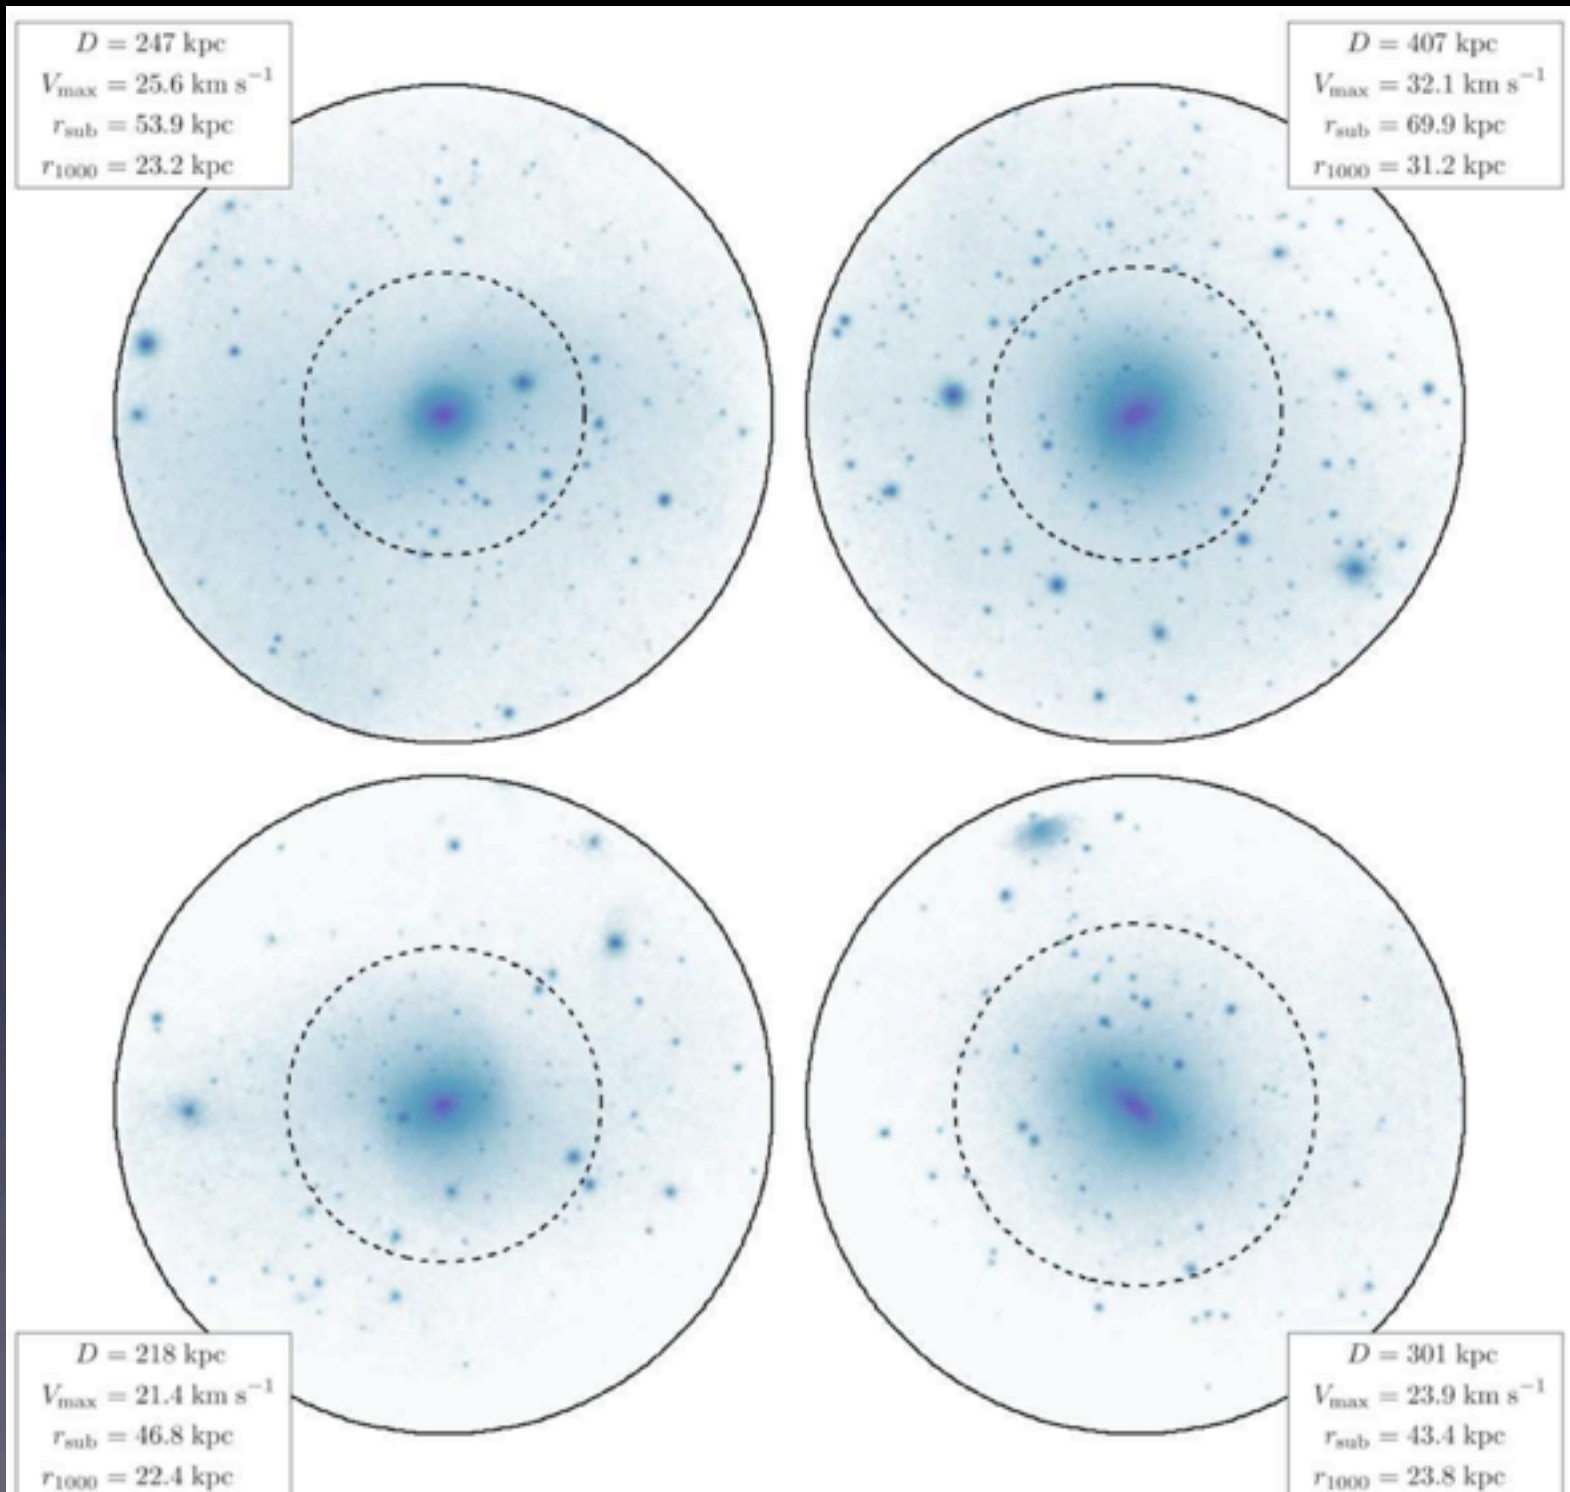 D = 247 kpc
V_max = 25.6 km s⁻¹
r_sub = 53.9 kpc
r_1000 = 23.2 kpc
D = 407 kpc
V_max = 32.1 km s⁻¹
r_sub = 69.9 kpc
r_1000 = 31.2 kpc
D = 218 kpc
V_max = 21.4 km s⁻¹
r_sub = 46.8 kpc
r_1000 = 22.4 kpc
D = 301 kpc
V_max = 23.9 km s⁻¹
r_sub = 43.4 kpc
r_1000 = 23.8 kpc